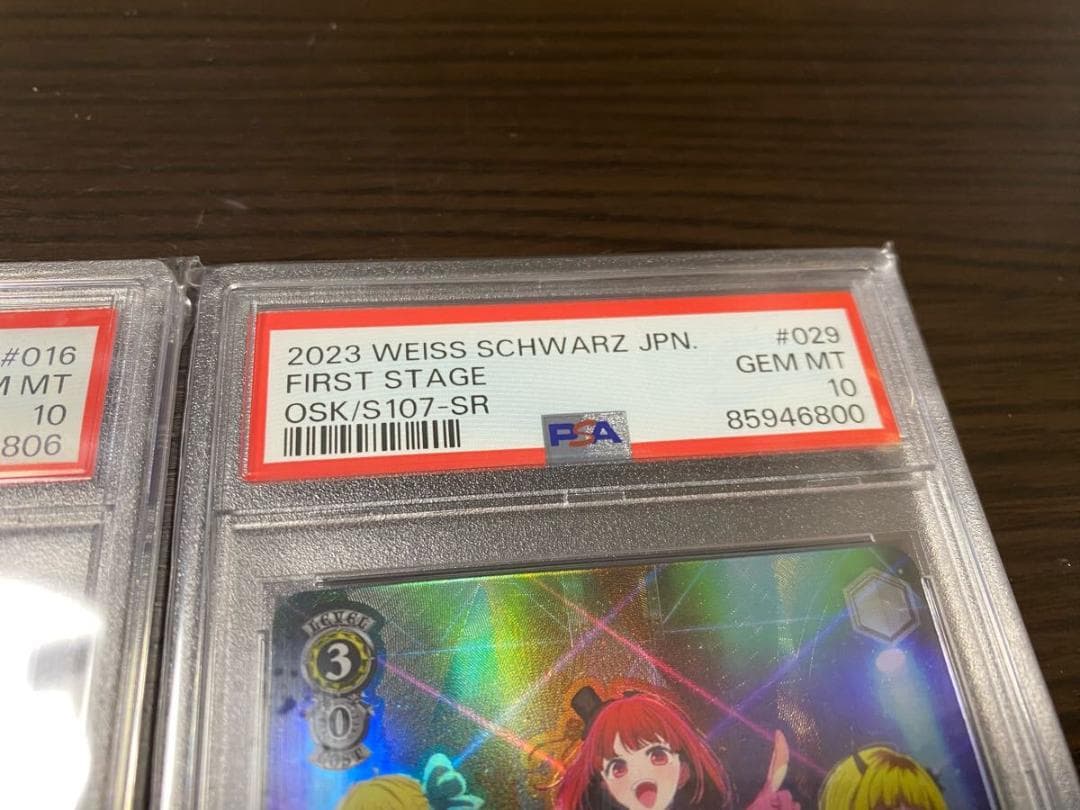 #016
MT
10
806
2023 WEISS SCHWARZ JPN. #029
FIRST STAGE GEM MT
OSK/S107-SR 10
PSA 85946800
LEVEL
3
0
COST